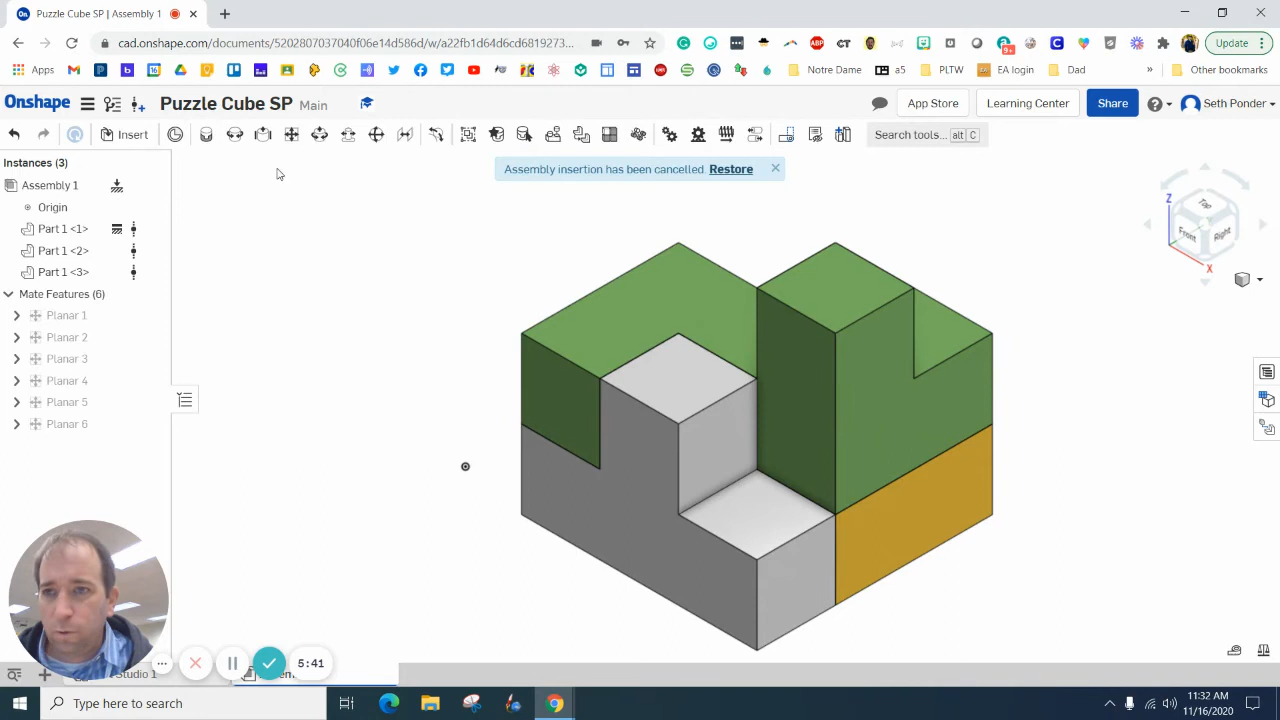 Puzzle Cube SP | Assembly 1
cad.onshape.com/documents/520280703704006e14d586d/w/a22fb1c4d6cd6819273...
Update
Apps
Notre Dame
a5
PLTW
EA login
Dad
»
Other bookmarks
Onshape
Puzzle Cube SP Main
App Store
Learning Center
Share
Seth Ponder
Insert
Search tools... alt C
Instances (3)
Assembly insertion has been cancelled Restore
Assembly 1
Origin
Part 1 <1>
Part 1 <2>
Part 1 <3>
Mate Features (6)
Planar 1
Planar 2
Planar 3
Planar 4
Planar 5
Planar 6
Z
Top
Front
Right
X
5:41
Studio 1
Type here to search
11:32 AM
11/16/2020